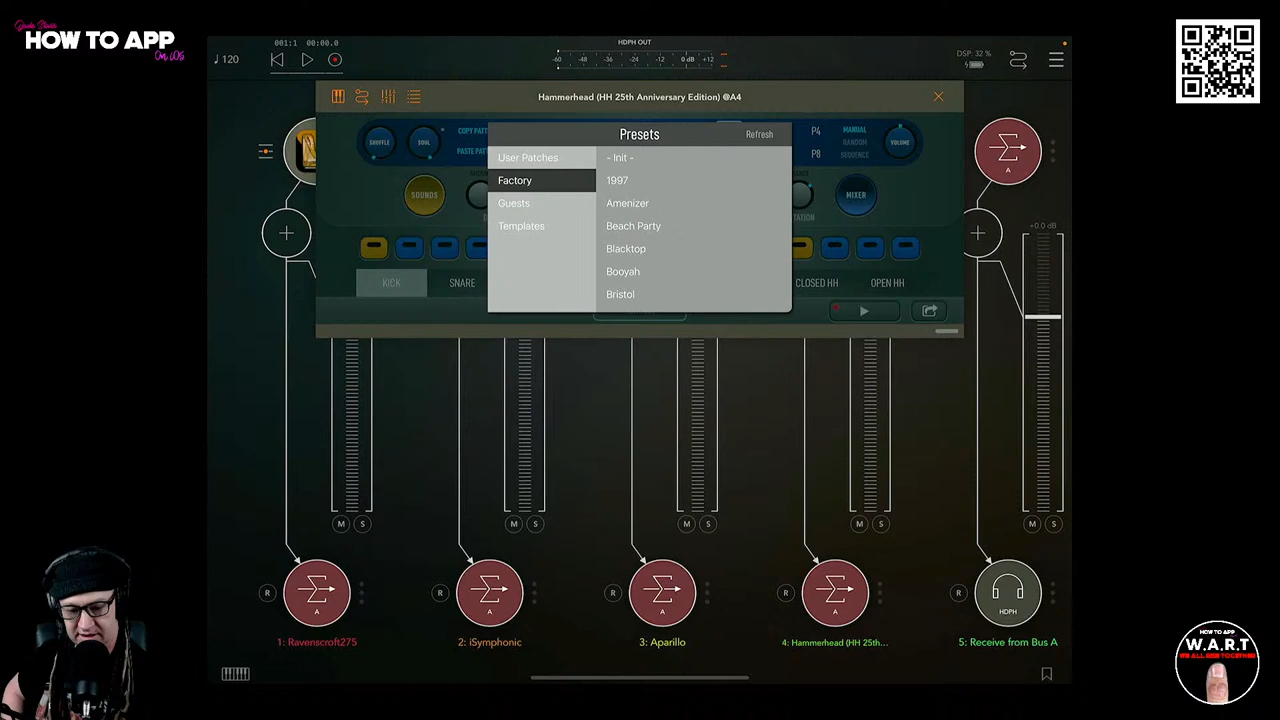 HOW TO APP
On iOS
001:1 00:00.0
HDPH OUT
♩120
-60 -48 -36 -24 -12 0 dB +12
DSP: 32 %
Hammerhead (HH 25th Anniversary Edition) @A4
Presets
Refresh
User Patches
Factory
Guests
Templates
- Init -
1997
Amenizer
Beach Party
Blacktop
Booyah
Bristol
SHUFFLE
SOUL
P4
P8
MANUAL
RANDOM
SEQUENCE
VOLUME
SOUNDS
MIXER
KICK
SNARE
CLOSED HH
OPEN HH
A
+0.0 dB
M S
M S
M S
M S
M S
R A
R A
R A
R A
R HDPH
1: Ravenscroft275
2: iSymphonic
3: Aparillo
4: Hammerhead (HH 25th...
5: Receive from Bus A
HOW TO APP
W.A.R.T
WE ALL RISE TOGETHER